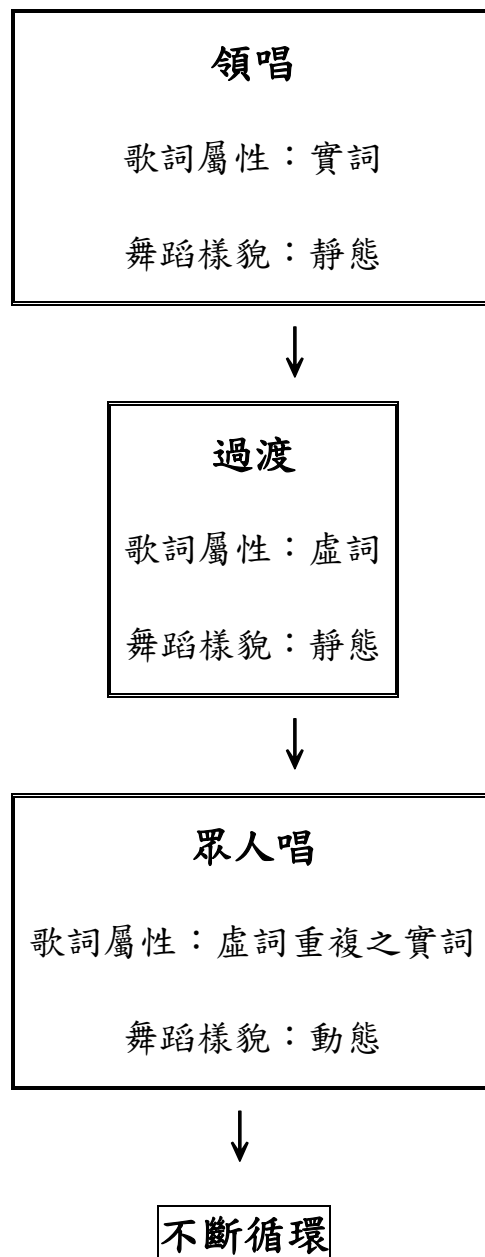 領唱
歌詞屬性：實詞
舞蹈樣貌：靜態
過渡
歌詞屬性：虛詞
舞蹈樣貌：靜態
眾人唱
歌詞屬性：虛詞重複之實詞
舞蹈樣貌：動態
不斷循環